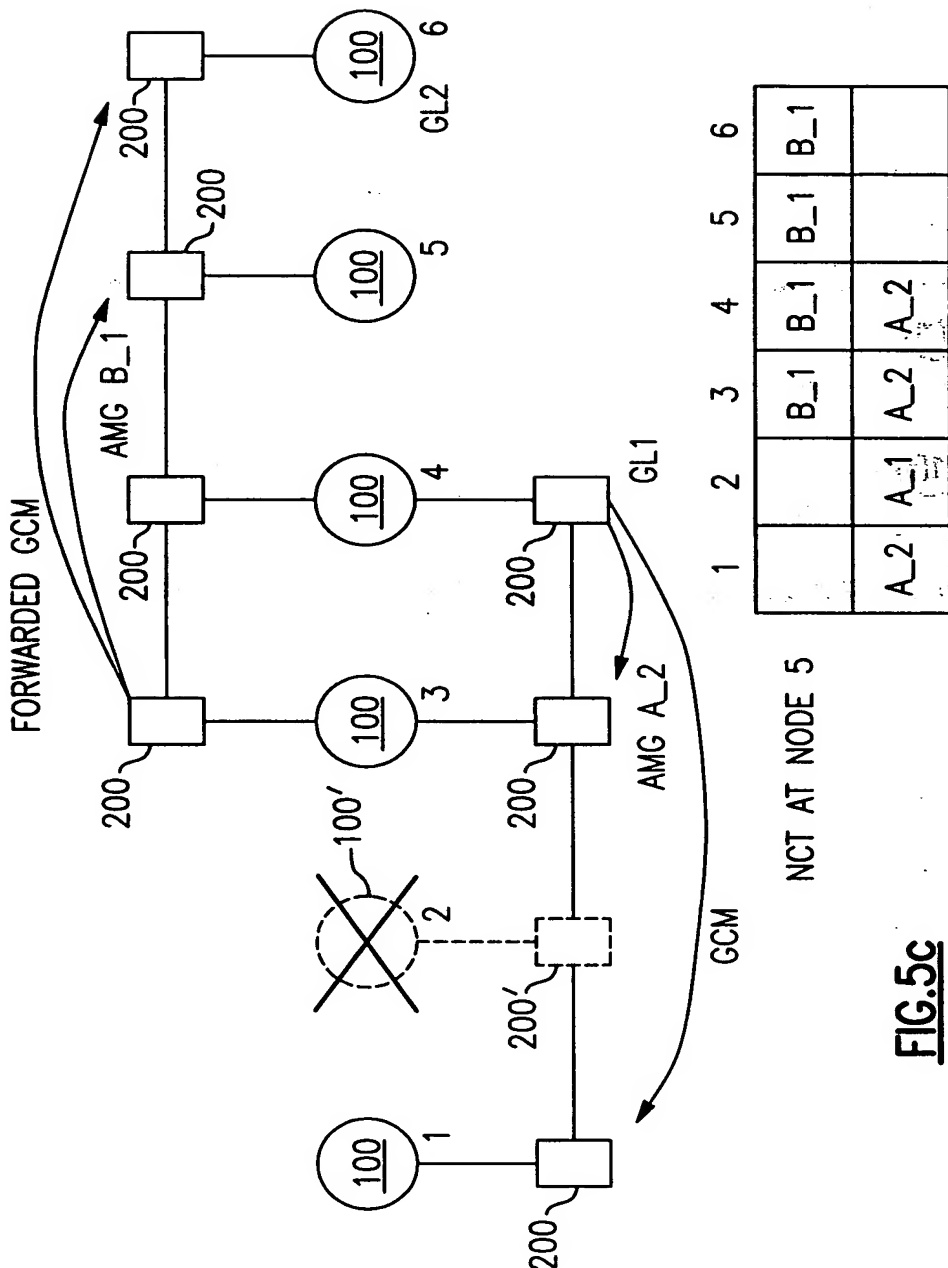 FORWARDED GCM
200
200
200
200
AMG B_1
100
6
GL2
100
5
100
4
100
3
100'
2
100
1
200
GL1
200
AMG A_2
200'
200
GCM
NCT AT NODE 5
1 2 3 4 5 6
B_1 B_1 B_1 B_1
A_2 A_1 A_2 A_2
FIG.5c